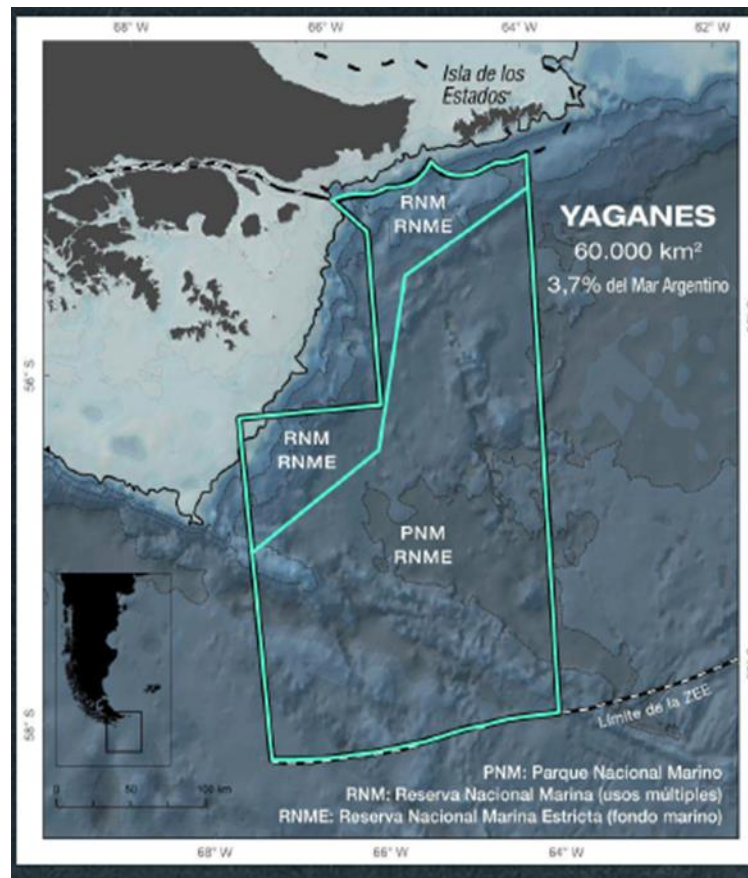 68° W
66° W
64° W
62° W
Isla de los
Estados
RNM
RNME
YAGANES
60.000 km²
3,7% del Mar Argentino
56° S
RNM
RNME
PNM
RNME
58° S
Límite de la ZEE
0 50 100 km
PNM: Parque Nacional Marino
RNM: Reserva Nacional Marina (usos múltiples)
RNME: Reserva Nacional Marina Estricta (fondo marino)
68° W
66° W
64° W